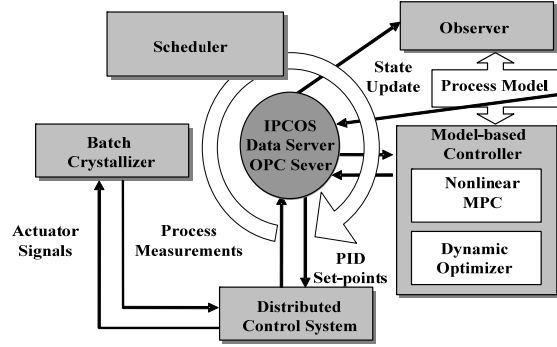 Scheduler
Observer
State
Update
Process Model
IPCOS
Data Server
OPC Sever
Batch
Crystallizer
Model-based
Controller
Nonlinear
MPC
Dynamic
Optimizer
Actuator
Signals
Process
Measurements
PID
Set-points
Distributed
Control System